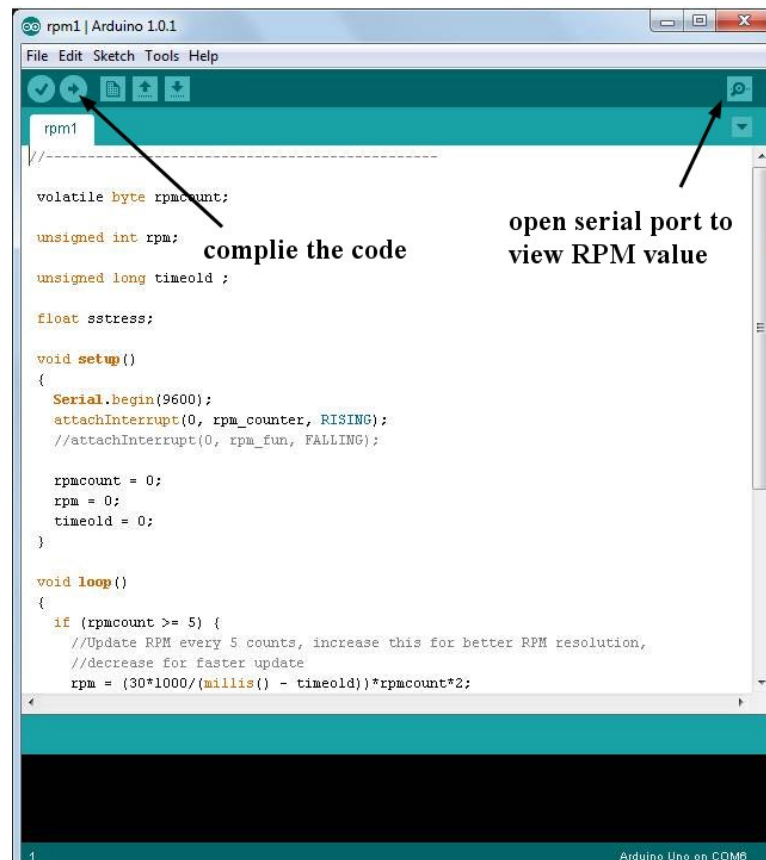 rpm1 | Arduino 1.0.1
File Edit Sketch Tools Help
rpm1
//-----------------------------------------------
volatile byte rpmcount;
unsigned int rpm;
complie the code
open serial port to
view RPM value
unsigned long timeold ;
float sstress;
void setup()
{
Serial.begin(9600);
attachInterrupt(0, rpm_counter, RISING);
//attachInterrupt(0, rpm_fun, FALLING);
rpmcount = 0;
rpm = 0;
timeold = 0;
}
void loop()
{
if (rpmcount >= 5) {
//Update RPM every 5 counts, increase this for better RPM resolution,
//decrease for faster update
rpm = (30*1000/(millis() - timeold))*rpmcount*2;
1
Arduino Uno on COM6